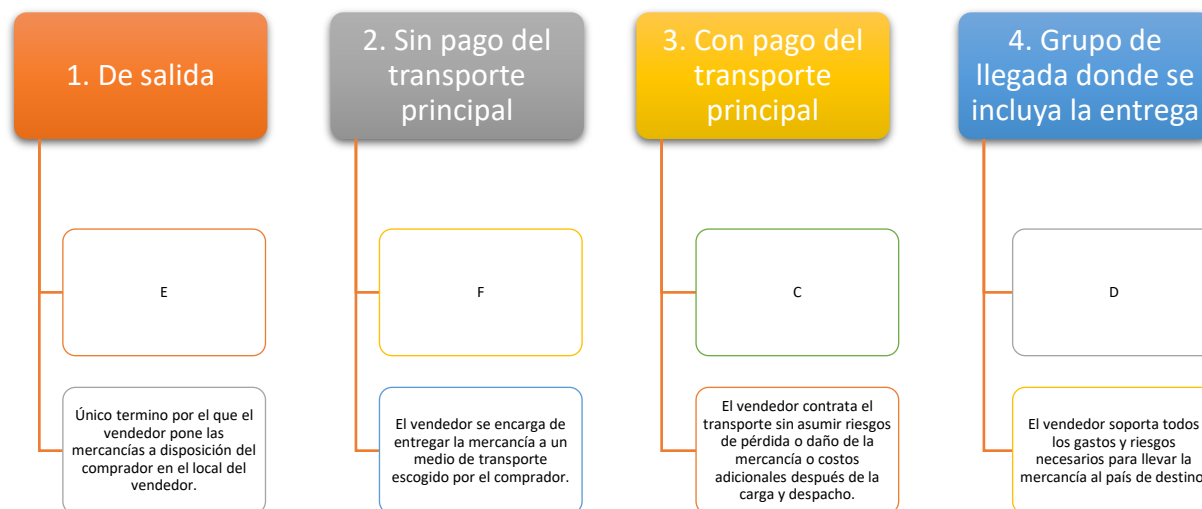 1. De salida
E
Único termino por el que el
vendedor pone las
mercancías a disposición del
comprador en el local del
vendedor.
2. Sin pago del
transporte
principal
F
El vendedor se encarga de
entregar la mercancía a un
medio de transporte
escogido por el comprador.
3. Con pago del
transporte
principal
C
El vendedor contrata el
transporte sin asumir riesgos
de pérdida o daño de la
mercancía o costos
adicionales después de la
carga y despacho.
4. Grupo de
llegada donde se
incluya la entrega
D
El vendedor soporta todos
los gastos y riesgos
necesarios para llevar la
mercancía al país de destino